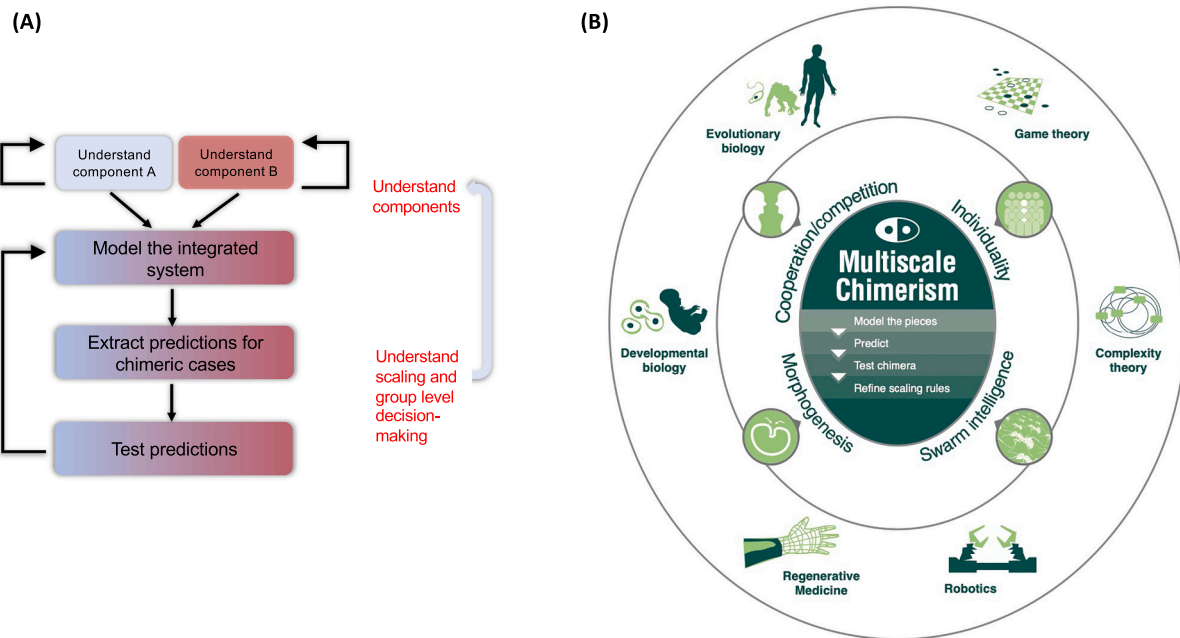 (A)
Understand
component A
Understand
component B
Model the integrated
system
Extract predictions for
chimeric cases
Test predictions
Understand
components
Understand
scaling and
group level
decision-
making
(B)
Evolutionary
biology
Game theory
Cooperation/competition
Individuality
Multiscale
Chimerism
Model the pieces
Predict
Test chimera
Refine scaling rules
Developmental
biology
Complexity
theory
Morphogenesis
Swarm intelligence
Regenerative
Medicine
Robotics